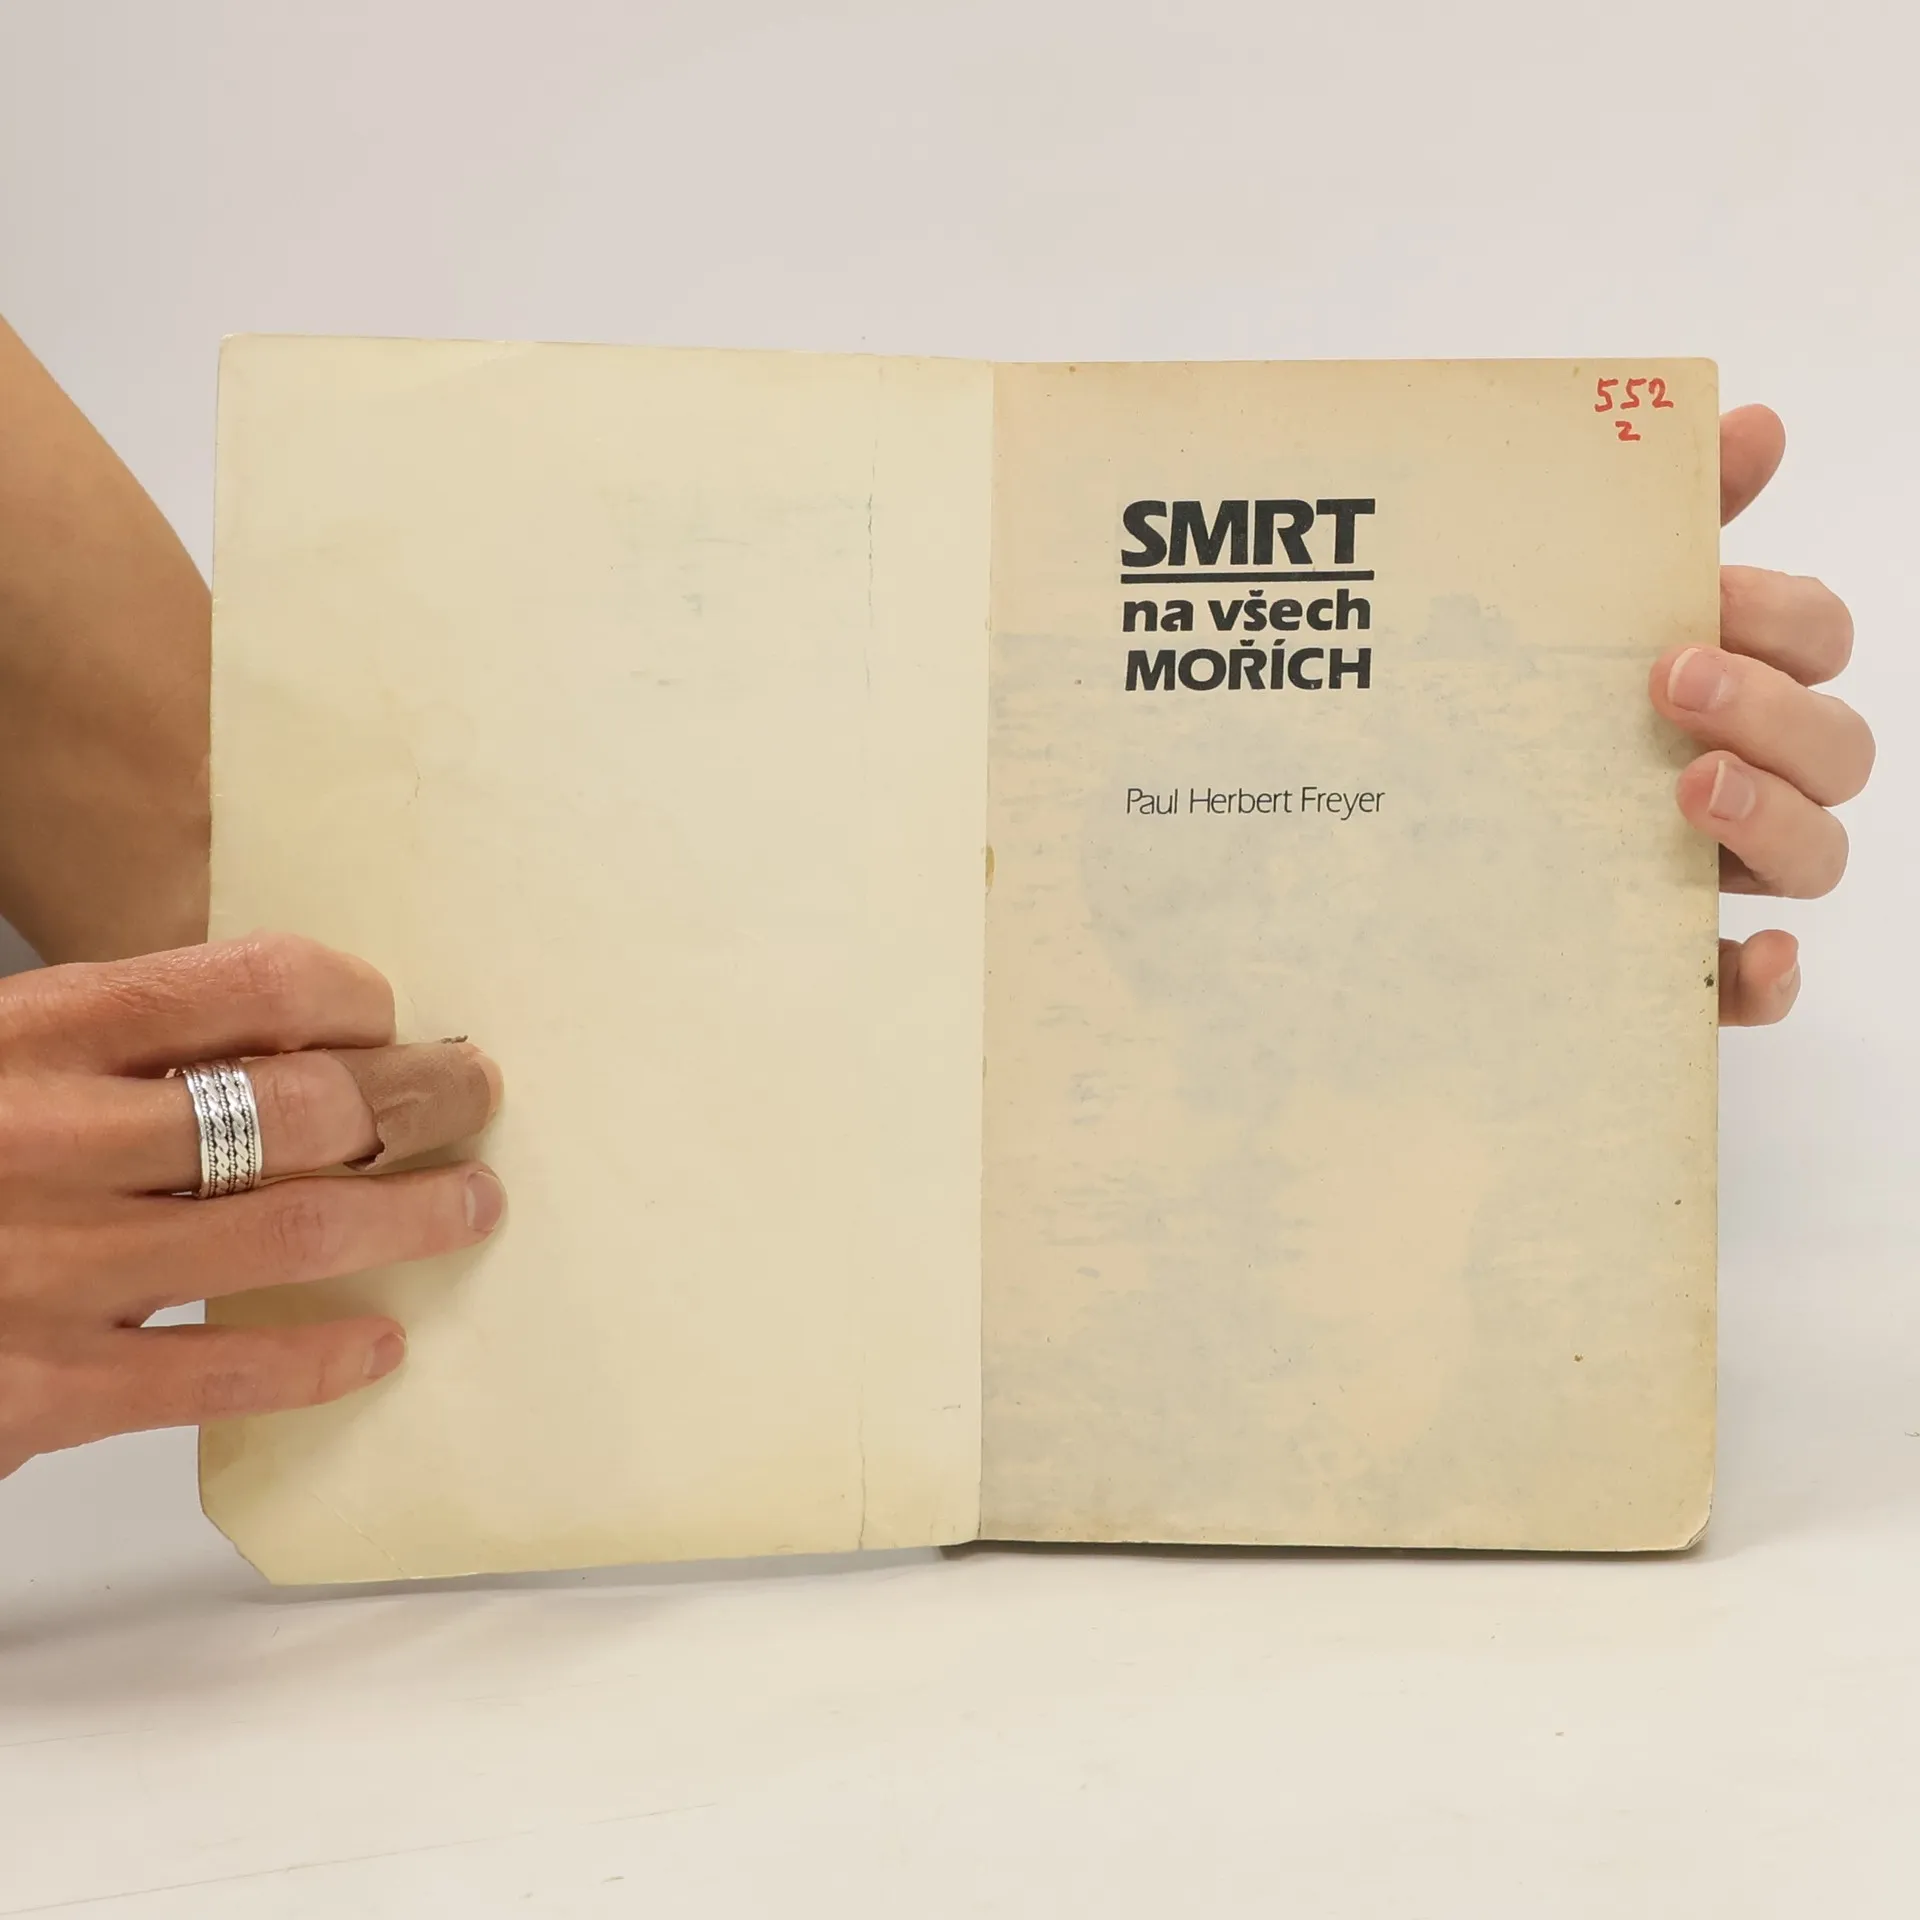 552
2
SMRT
na všech
MOŘÍCH
Paul Herbert Freyer